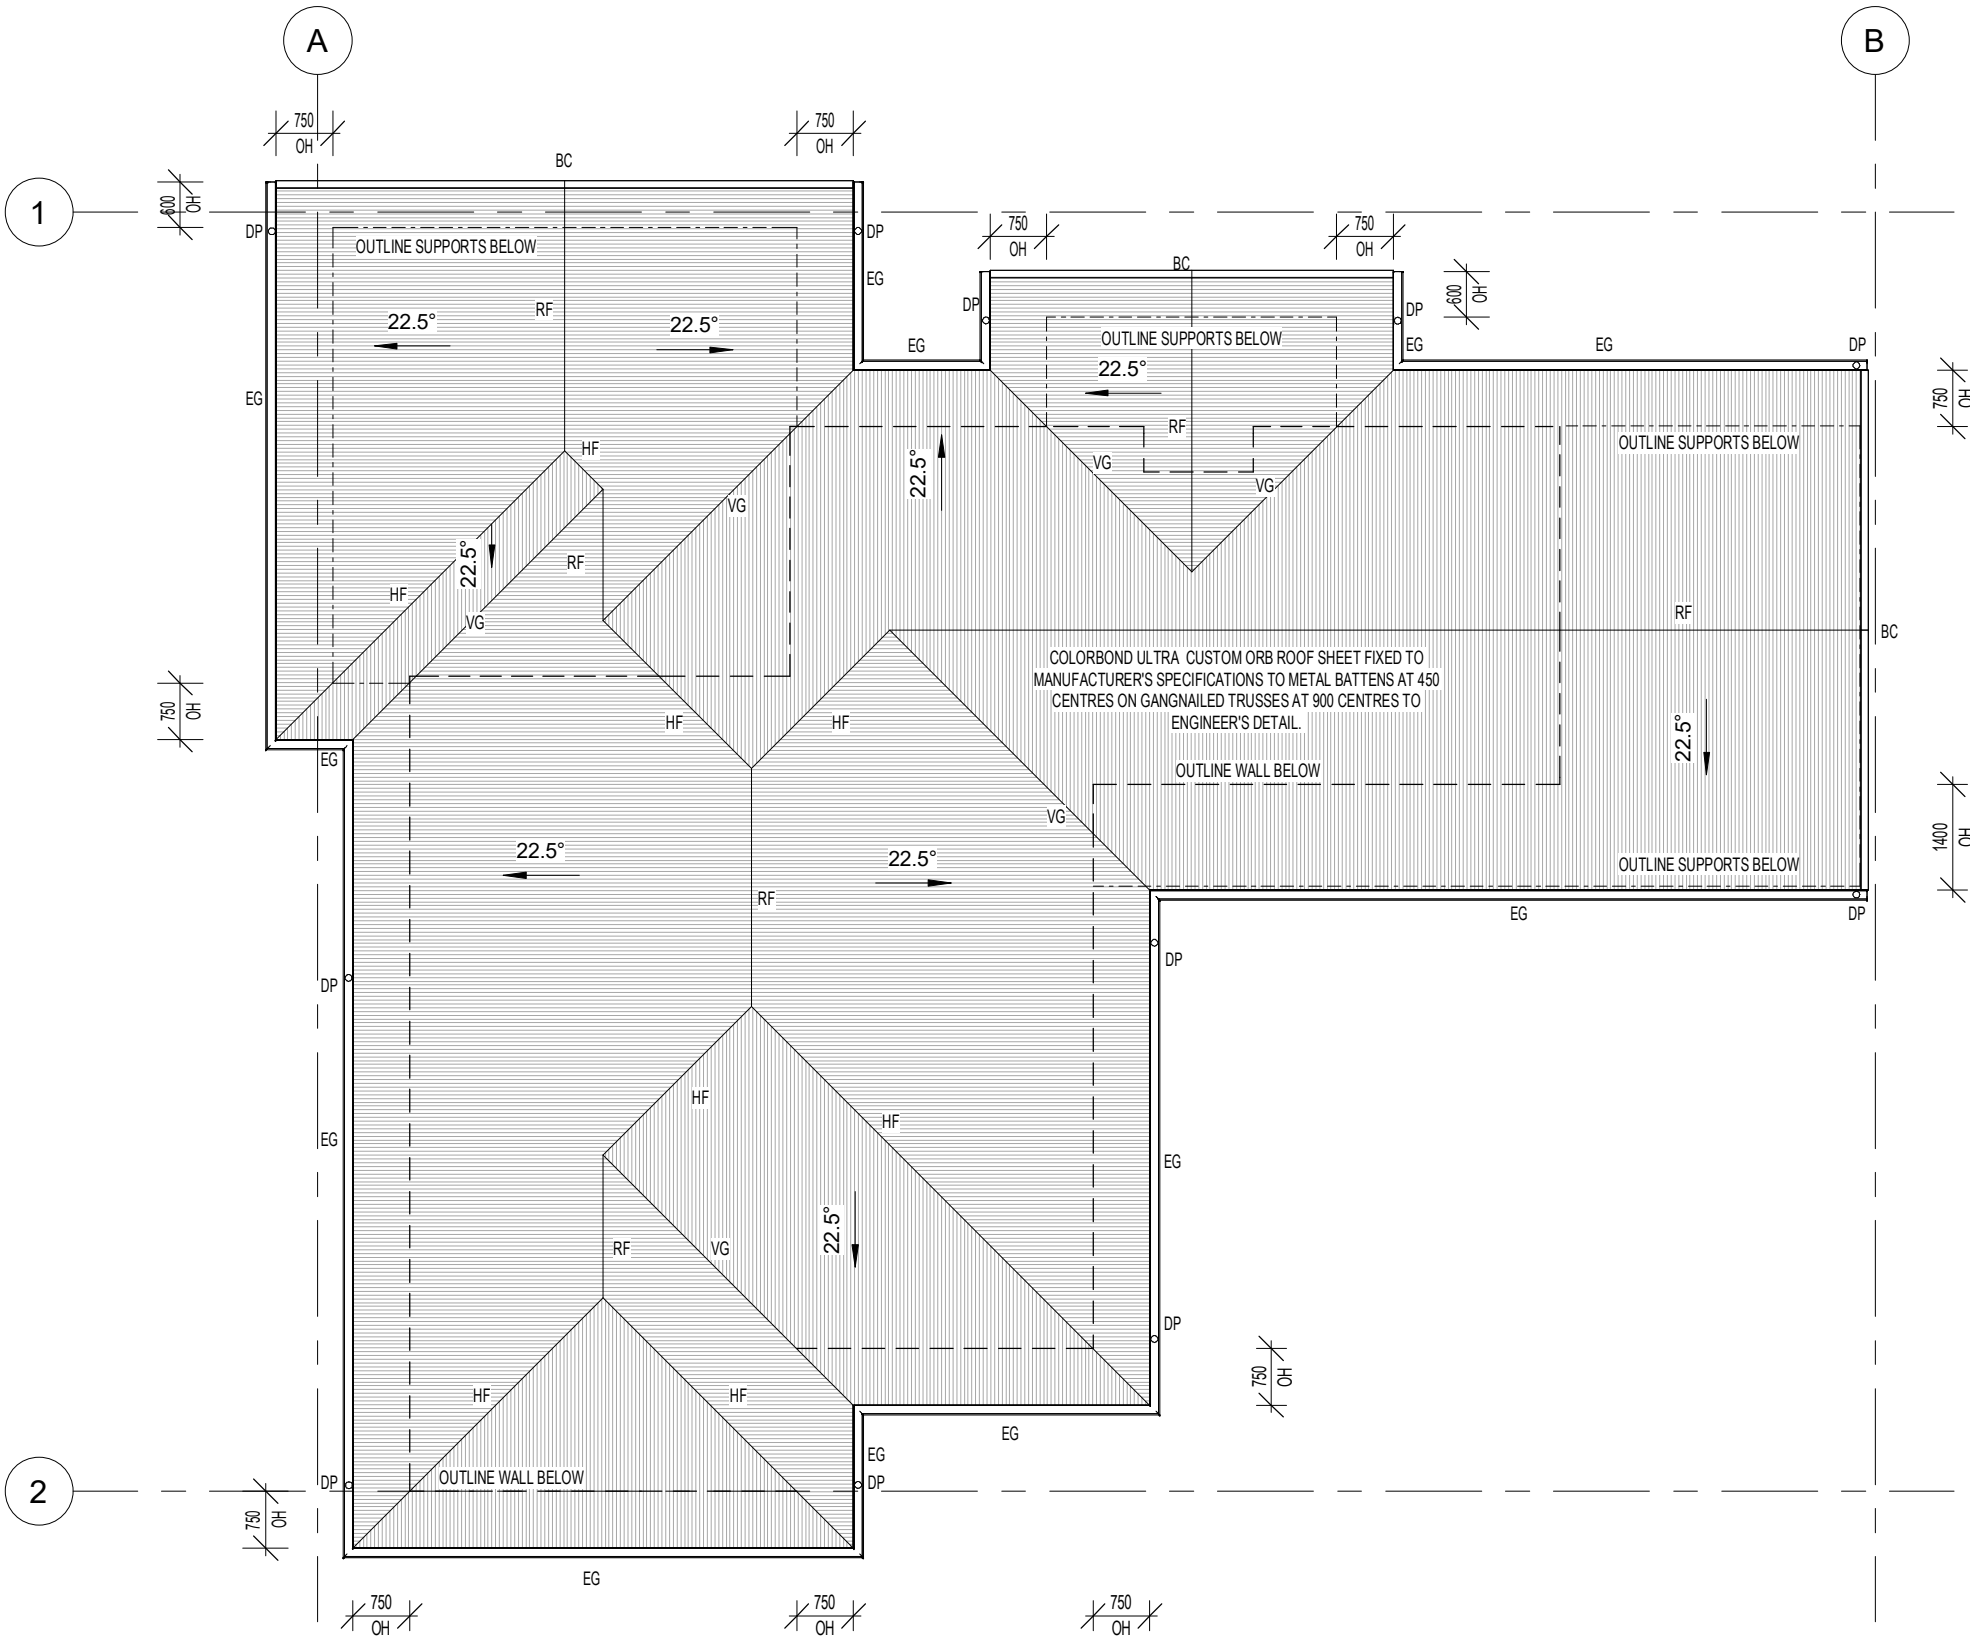 A
B
750
OH
750
OH
BC
1
600
OH
DP
OUTLINE SUPPORTS BELOW
DP
750
OH
750
OH
EG
BC
600
OH
RF
DP
DP
22.5°
22.5°
OUTLINE SUPPORTS BELOW
EG
EG
EG
DP
22.5°
EG
750
OH
RF
OUTLINE SUPPORTS BELOW
HF
VG
22.5°
VG
VG
RF
22.5°
HF
VG
RF
BC
COLORBOND ULTRA CUSTOM ORB ROOF SHEET FIXED TO
MANUFACTURER'S SPECIFICATIONS TO METAL BATTENS AT 450
CENTRES ON GANGNAILED TRUSSES AT 900 CENTRES TO
ENGINEER'S DETAIL.
750
OH
HF
HF
22.5°
EG
OUTLINE WALL BELOW
VG
1400
OH
22.5°
22.5°
OUTLINE SUPPORTS BELOW
RF
EG
DP
DP
DP
HF
HF
EG
EG
22.5°
RF
VG
DP
750
OH
HF
HF
EG
EG
2
DP
OUTLINE WALL BELOW
DP
750
OH
EG
750
OH
750
OH
750
OH